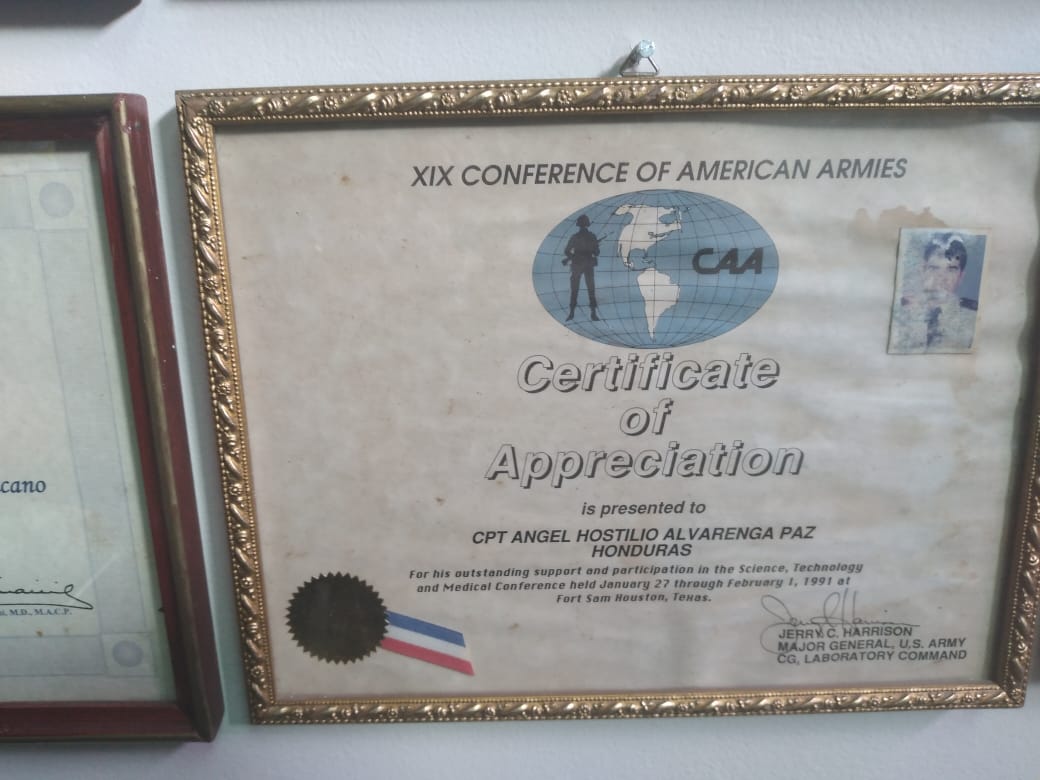 XIX CONFERENCE OF AMERICAN ARMIES
CAA
Certificate
of
Appreciation
is presented to
CPT ANGEL HOSTILIO ALVARENGA PAZ
HONDURAS
For his outstanding support and participation in the Science, Technology
and Medical Conference held January 27 through February 1, 1991 at
Fort Sam Houston, Texas.
JERRY C. HARRISON
MAJOR GENERAL, U.S. ARMY
CG, LABORATORY COMMAND
cano
M.D., M.A.C.P.